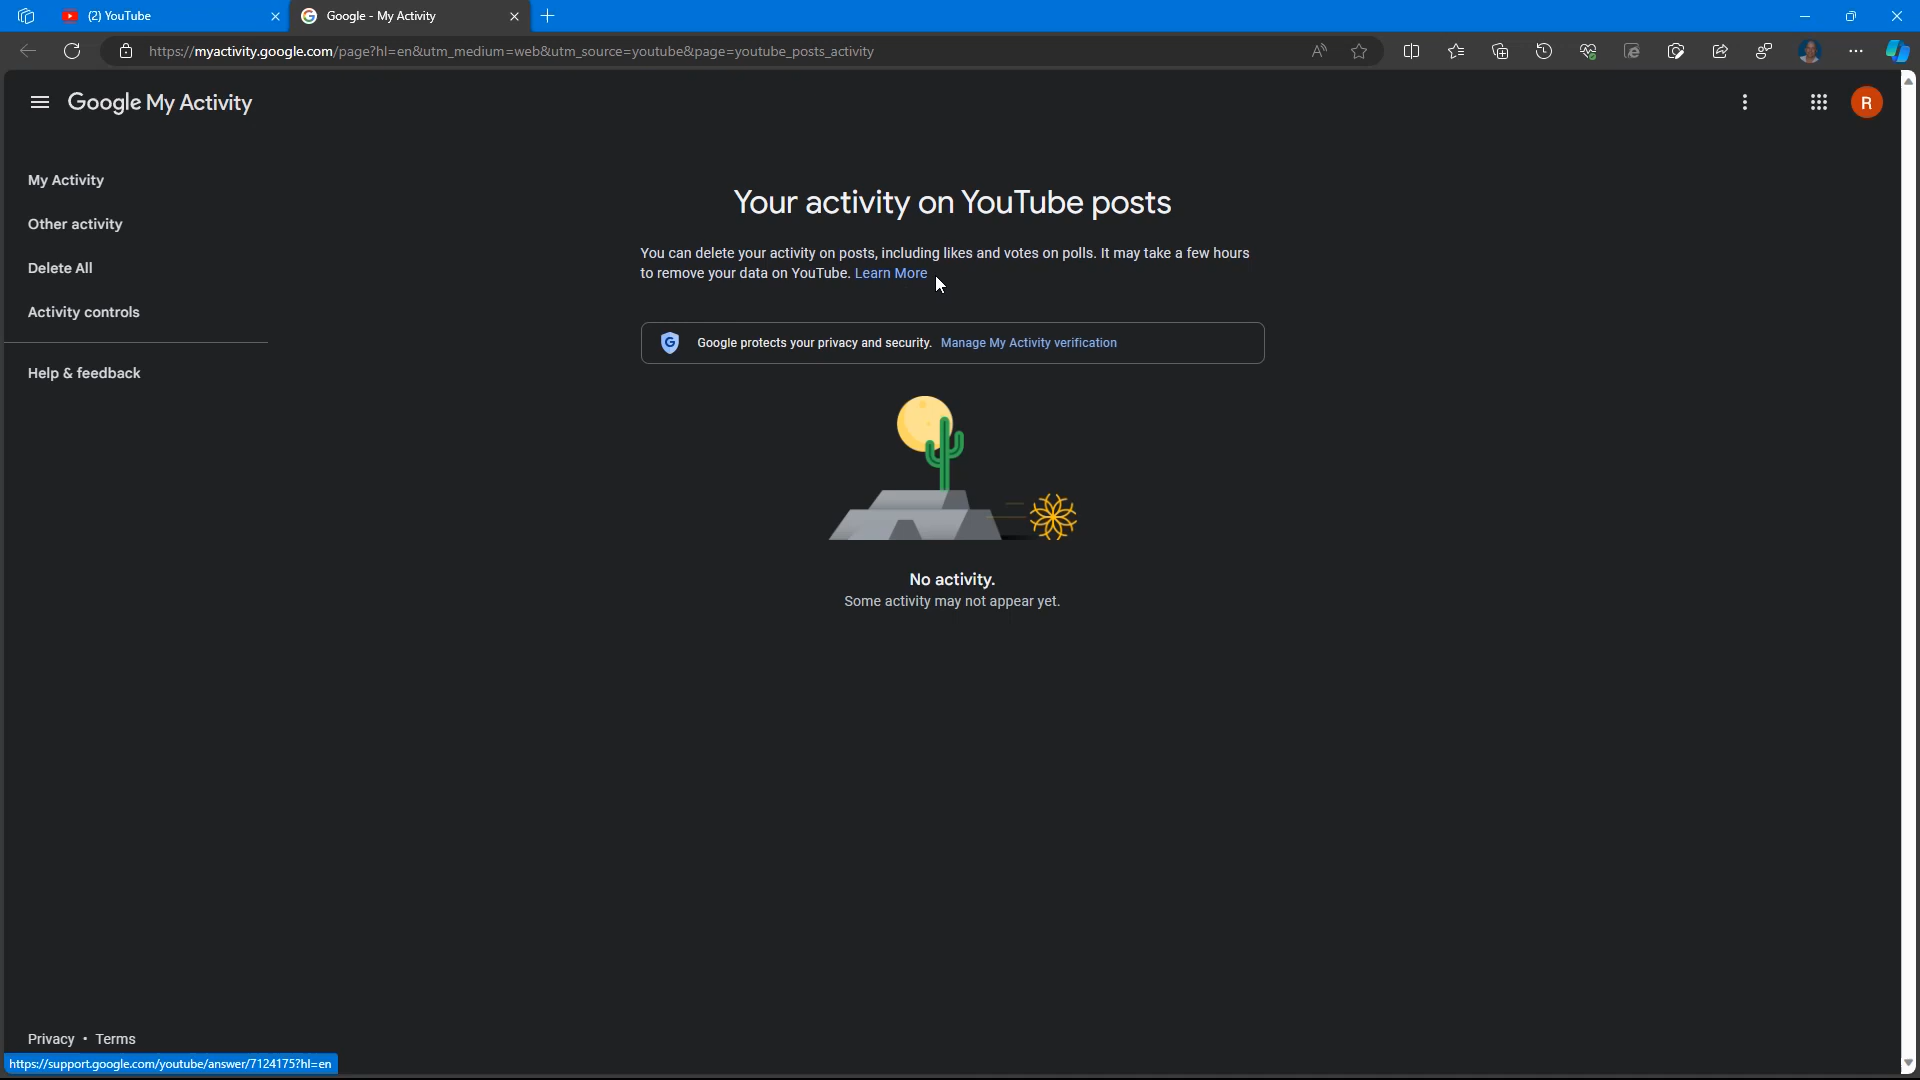 (2) YouTube
Google - My Activity
https://myactivity.google.com/page?hl=en&utm_medium=web&utm_source=youtube&page=youtube_posts_activity
Google My Activity
R
My Activity
Other activity
Delete All
Activity controls
Help & feedback
Your activity on YouTube posts
You can delete your activity on posts, including likes and votes on polls. It may take a few hours
to remove your data on YouTube. Learn More
G
Google protects your privacy and security. Manage My Activity verification
No activity.
Some activity may not appear yet.
Privacy • Terms
https://support.google.com/youtube/answer/7124175?hl=en